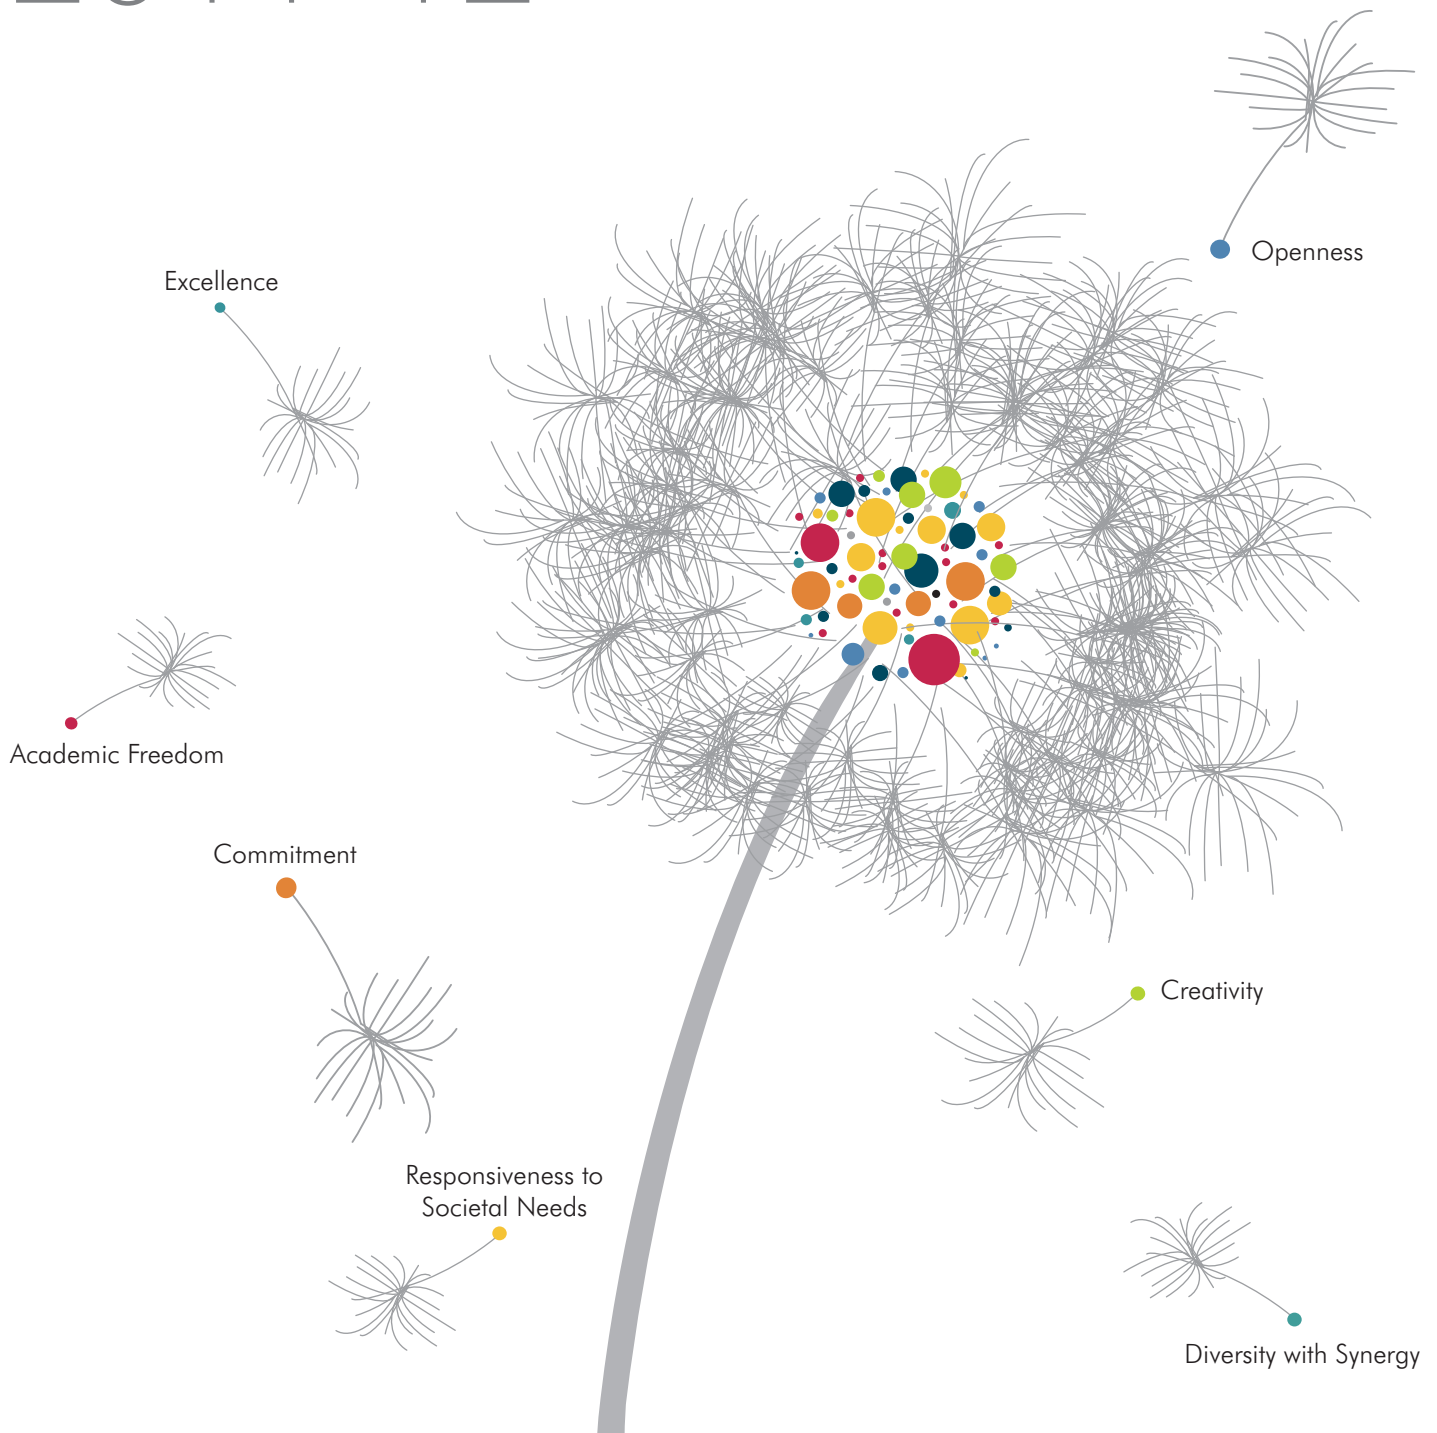 Openness
Excellence
Academic Freedom
Commitment
Creativity
Responsiveness to
Societal Needs
Diversity with Synergy